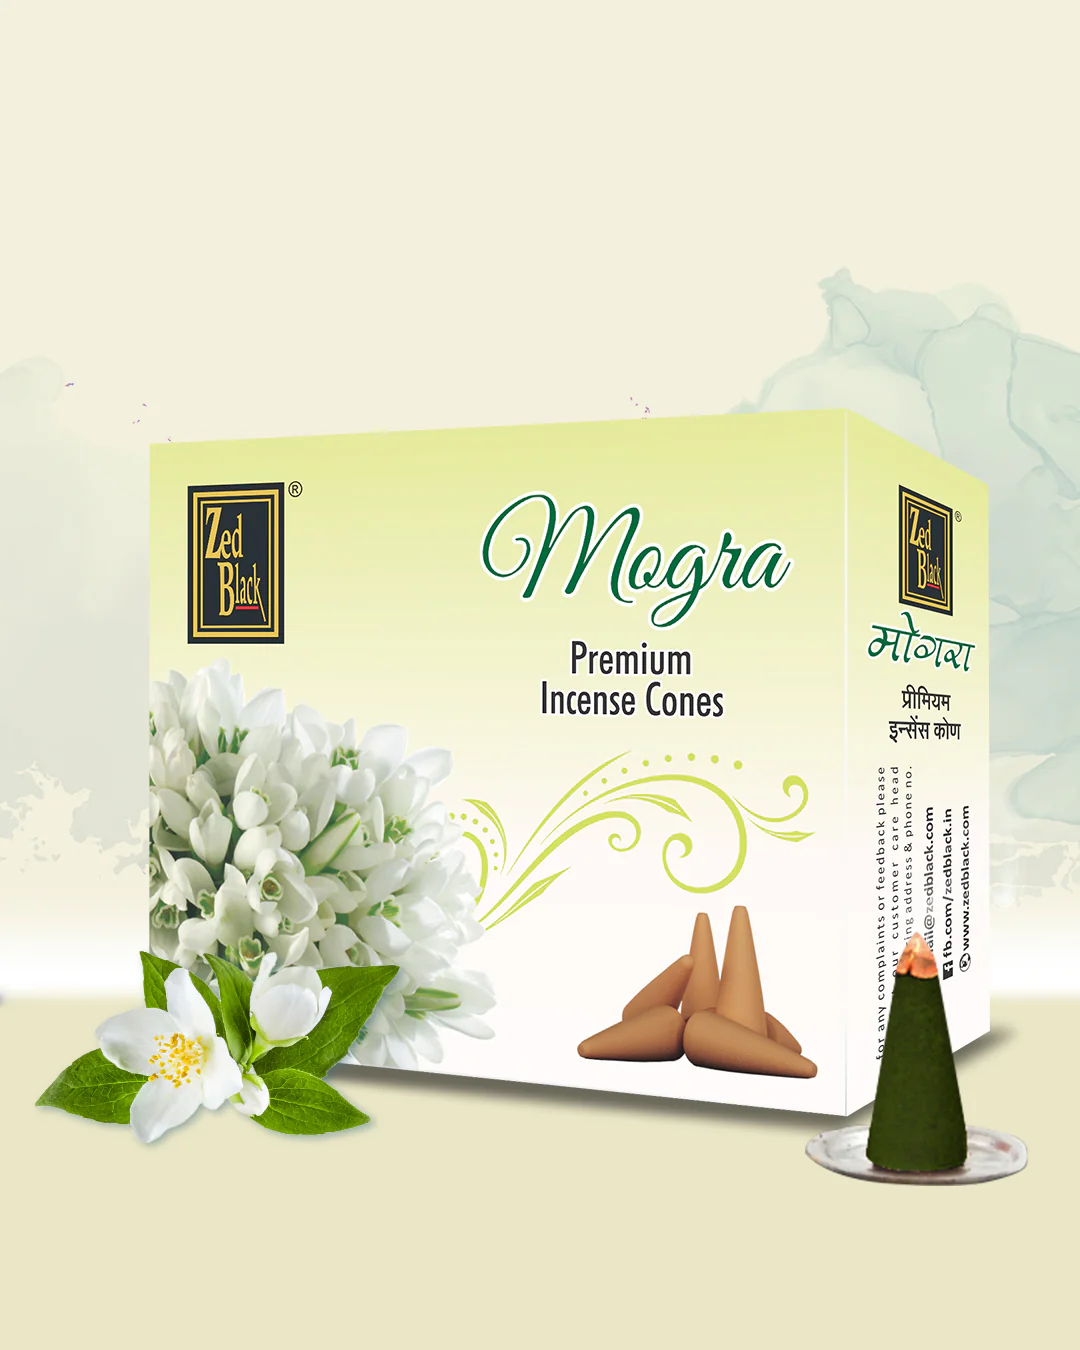 Zed
Black
®
Mogra
Premium
Incense Cones
Zed
Black
®
मोगरा
प्रीमियम
इन्सेंस कोण
for any complaints or feedback please
our customer care head
address & phone no.
@zedblack.com
fb.com/zedblack.in
www.zedblack.com